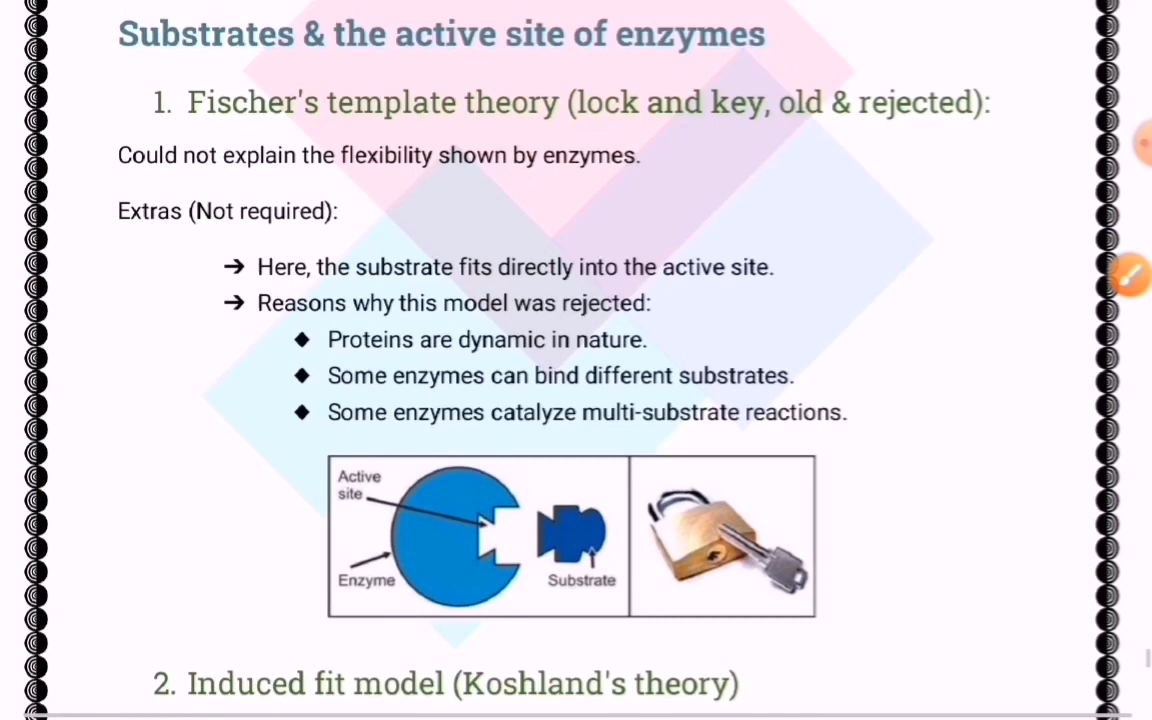 Substrates & the active site of enzymes
1. Fischer's template theory (lock and key, old & rejected):
Could not explain the flexibility shown by enzymes.
Extras (Not required):
➔ Here, the substrate fits directly into the active site.
➔ Reasons why this model was rejected:
◆ Proteins are dynamic in nature.
◆ Some enzymes can bind different substrates.
◆ Some enzymes catalyze multi-substrate reactions.
Active
site
Enzyme
Substrate
2. Induced fit model (Koshland's theory)